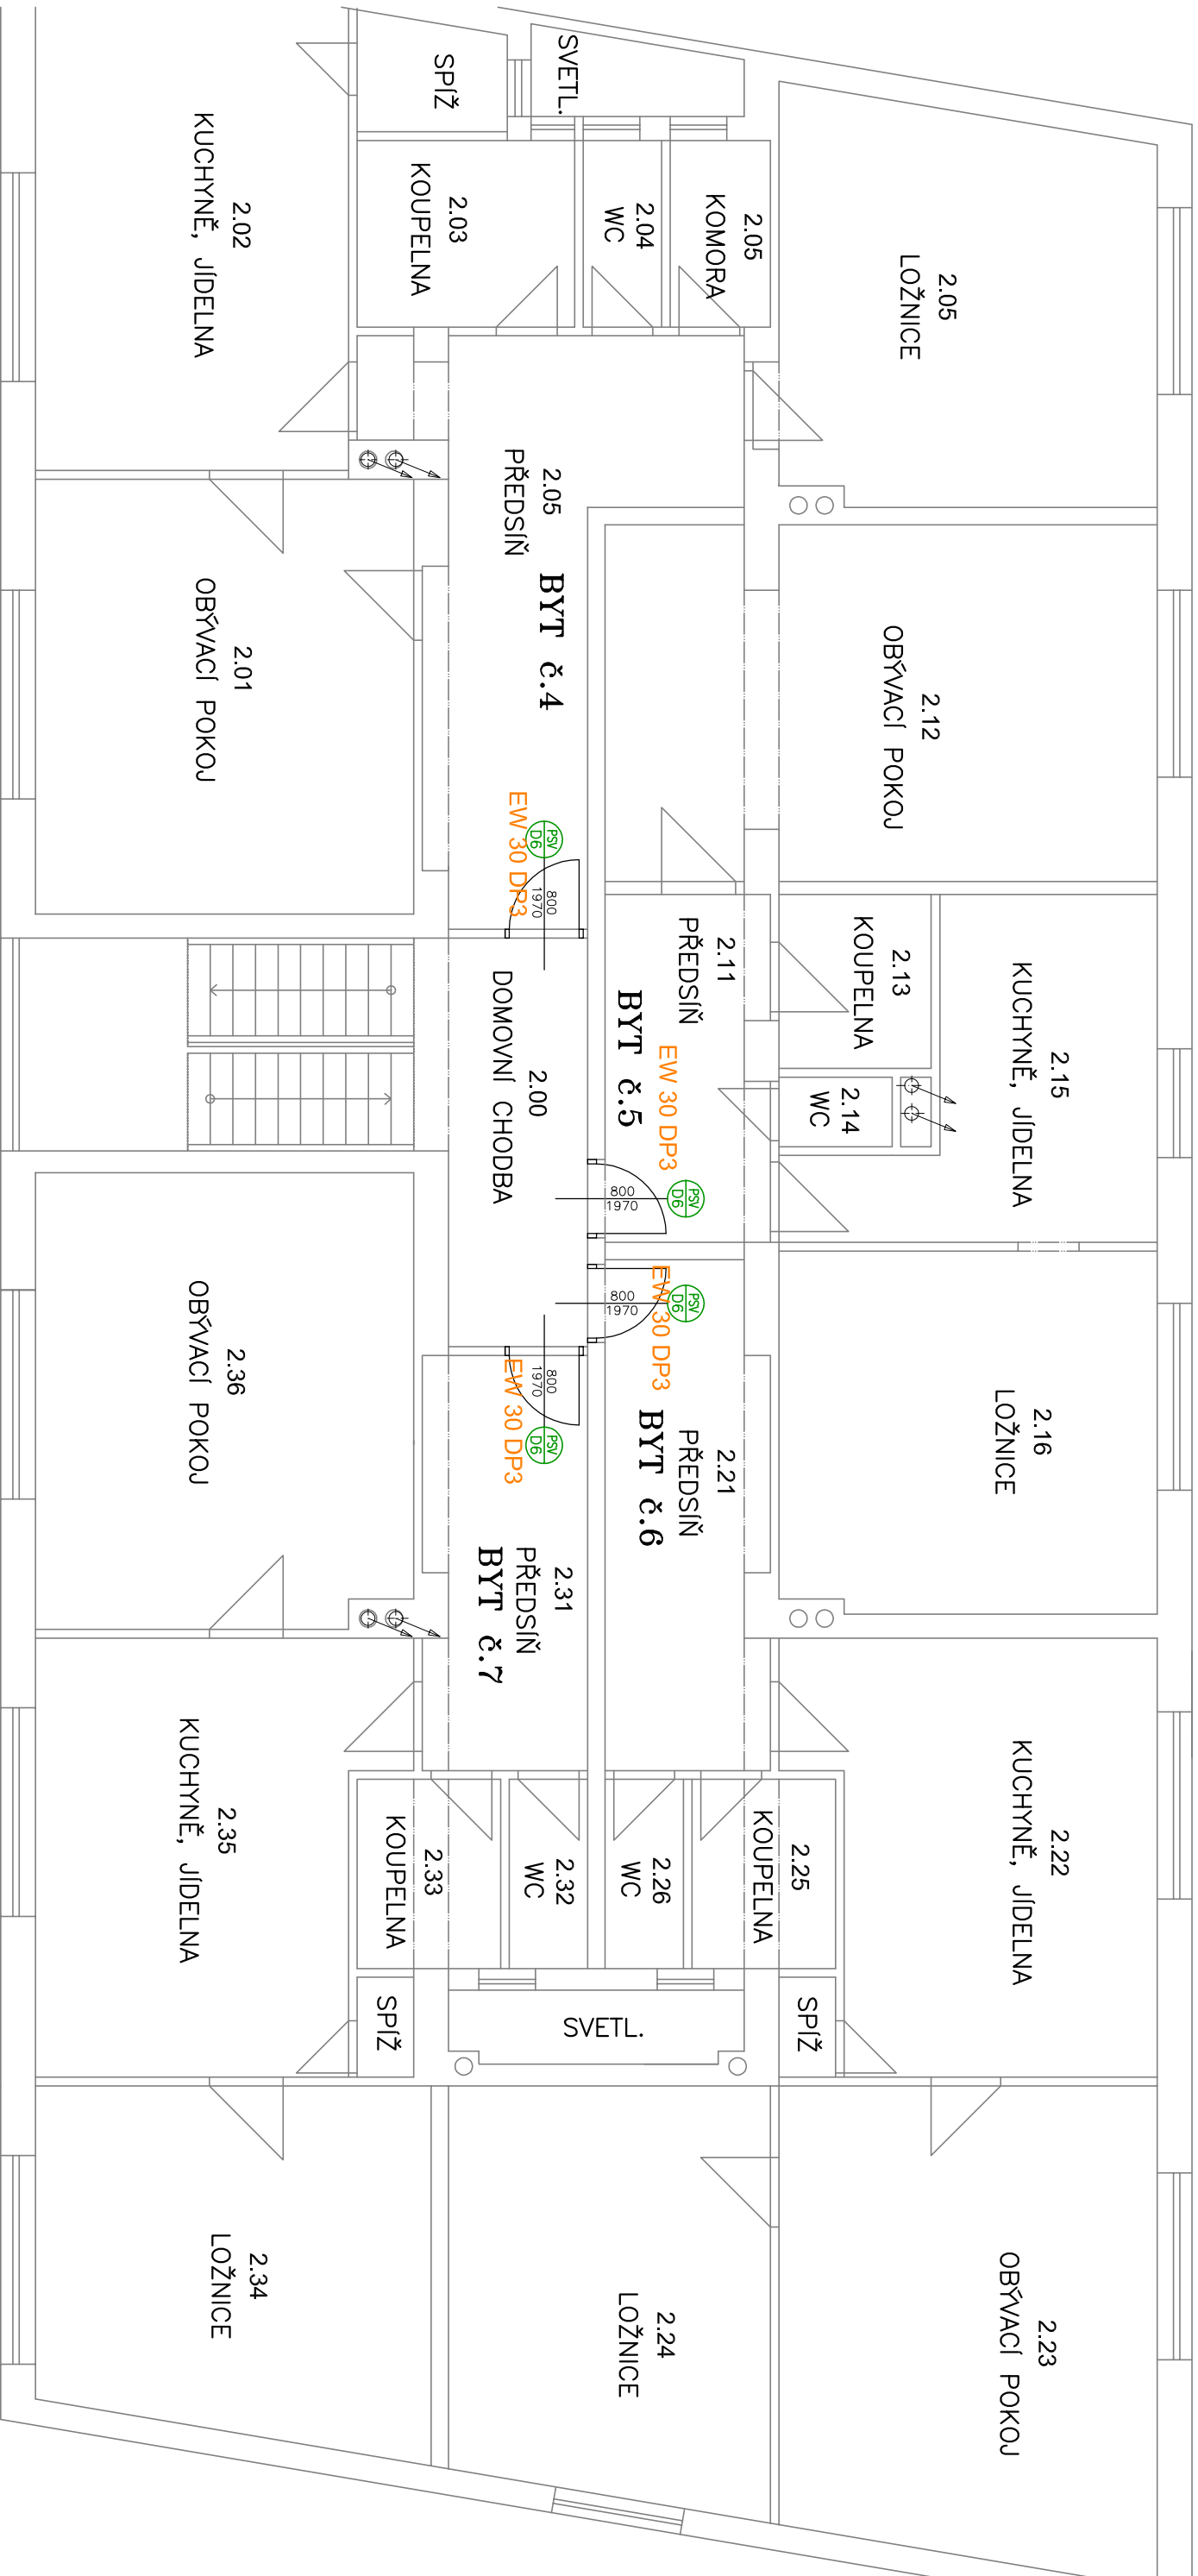 SPÍŽ
SVETL.
2.02
KUCHYNĚ, JÍDELNA
2.03
KOUPELNA
2.04
WC
2.05
KOMORA
2.05
LOŽNICE
2.05
PŘEDSÍŇ
BYT č.4
2.01
OBÝVACÍ POKOJ
2.12
OBÝVACÍ POKOJ
EW 30 DP3
PSV
D6
800
1970
2.11
PŘEDSÍŇ
BYT č.5
2.13
KOUPELNA
2.15
KUCHYNĚ, JÍDELNA
2.14
WC
2.00
DOMOVNÍ CHODBA
EW 30 DP3
PSV
D6
800
1970
EW 30 DP3
PSV
D6
800
1970
EW 30 DP3
PSV
D6
800
1970
2.36
OBÝVACÍ POKOJ
2.16
LOŽNICE
2.21
PŘEDSÍŇ
BYT č.6
2.31
PŘEDSÍŇ
BYT č.7
2.35
KUCHYNĚ, JÍDELNA
2.33
KOUPELNA
2.32
WC
2.26
WC
2.25
KOUPELNA
2.22
KUCHYNĚ, JÍDELNA
SPÍŽ
SVETL.
SPÍŽ
2.34
LOŽNICE
2.24
LOŽNICE
2.23
OBÝVACÍ POKOJ